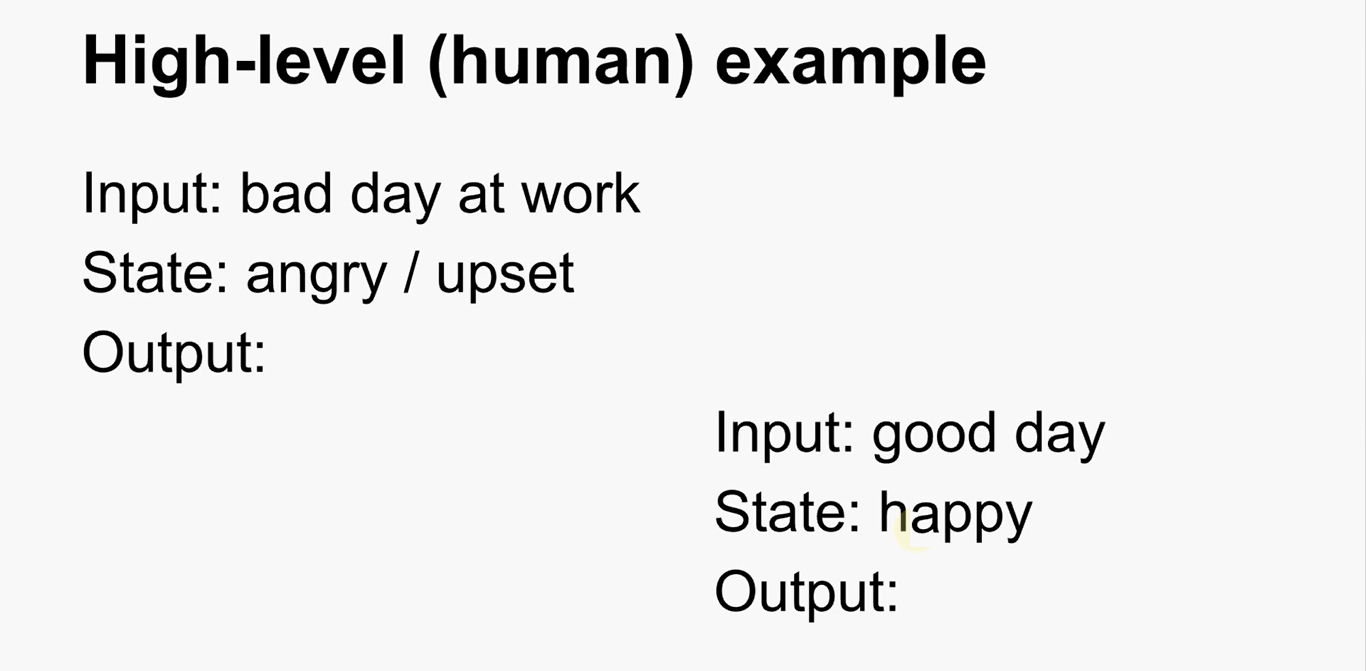 High-level (human) example
Input: bad day at work
State: angry / upset
Output:
Input: good day
State: happy
Output: